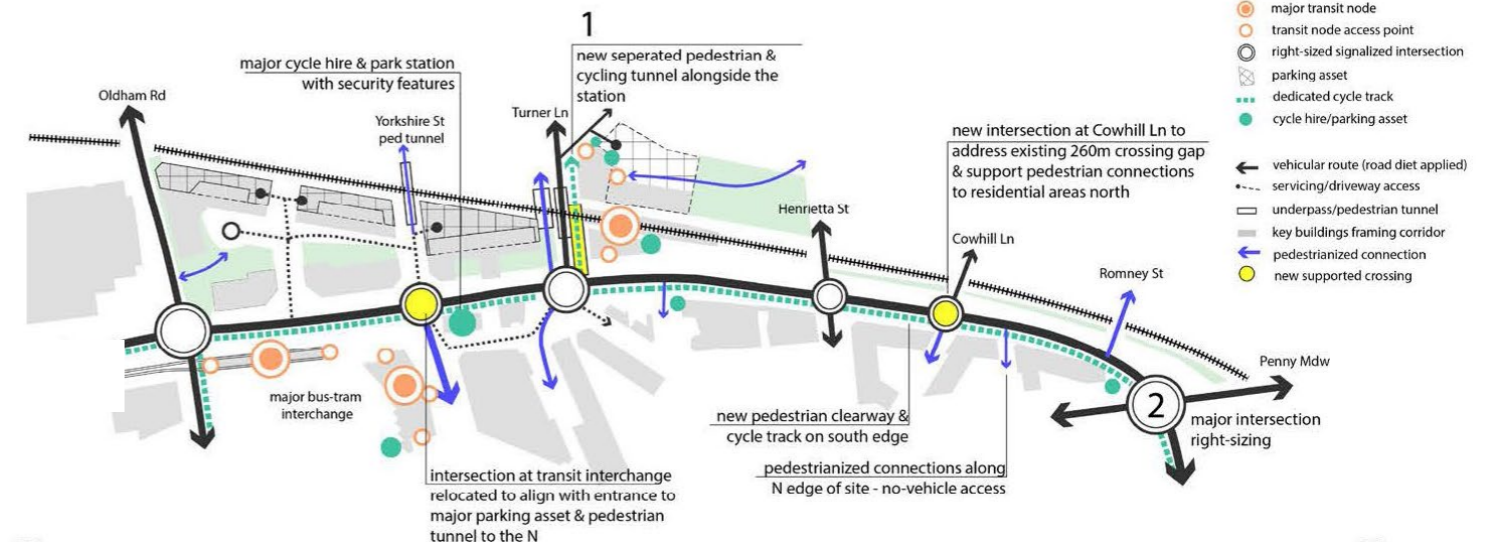 1
new seperated pedestrian &
cycling tunnel alongside the
station
major cycle hire & park station
with security features
Oldham Rd
Yorkshire St
ped tunnel
Turner Ln
new intersection at Cowhill Ln to
address existing 260m crossing gap
& support pedestrian connections
to residential areas north
Henrietta St
Cowhill Ln
Romney St
Penny Mdw
2
major intersection
right-sizing
major bus-tram
interchange
new pedestrian clearway &
cycle track on south edge
pedestrianized connections along
N edge of site - no-vehicle access
intersection at transit interchange
relocated to align with entrance to
major parking asset & pedestrian
tunnel to the N
major transit node
transit node access point
right-sized signalized intersection
parking asset
dedicated cycle track
cycle hire/parking asset
vehicular route (road diet applied)
servicing/driveway access
underpass/pedestrian tunnel
key buildings framing corridor
pedestrianized connection
new supported crossing